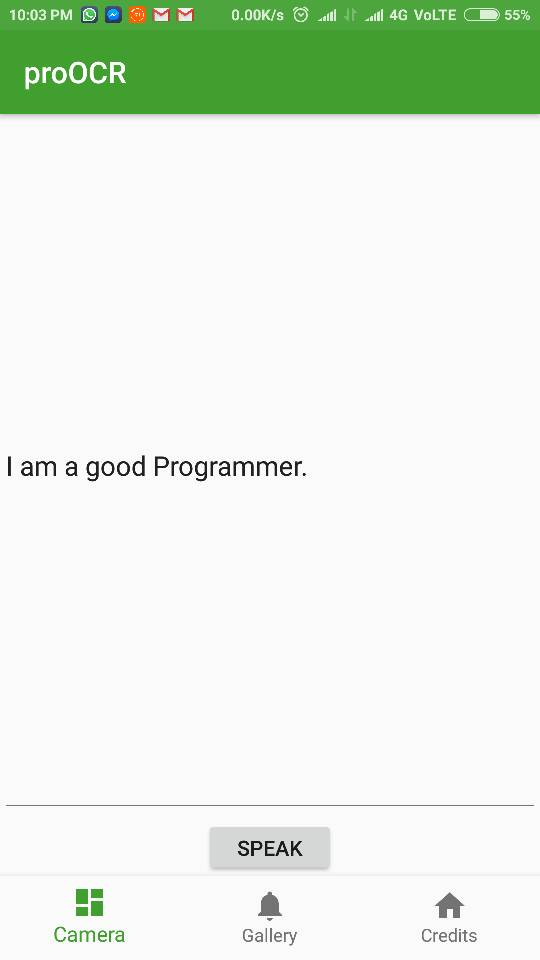 10:03 PM 0.00K/s 4G VoLTE 55%
proOCR
I am a good Programmer.
SPEAK
Camera Gallery Credits